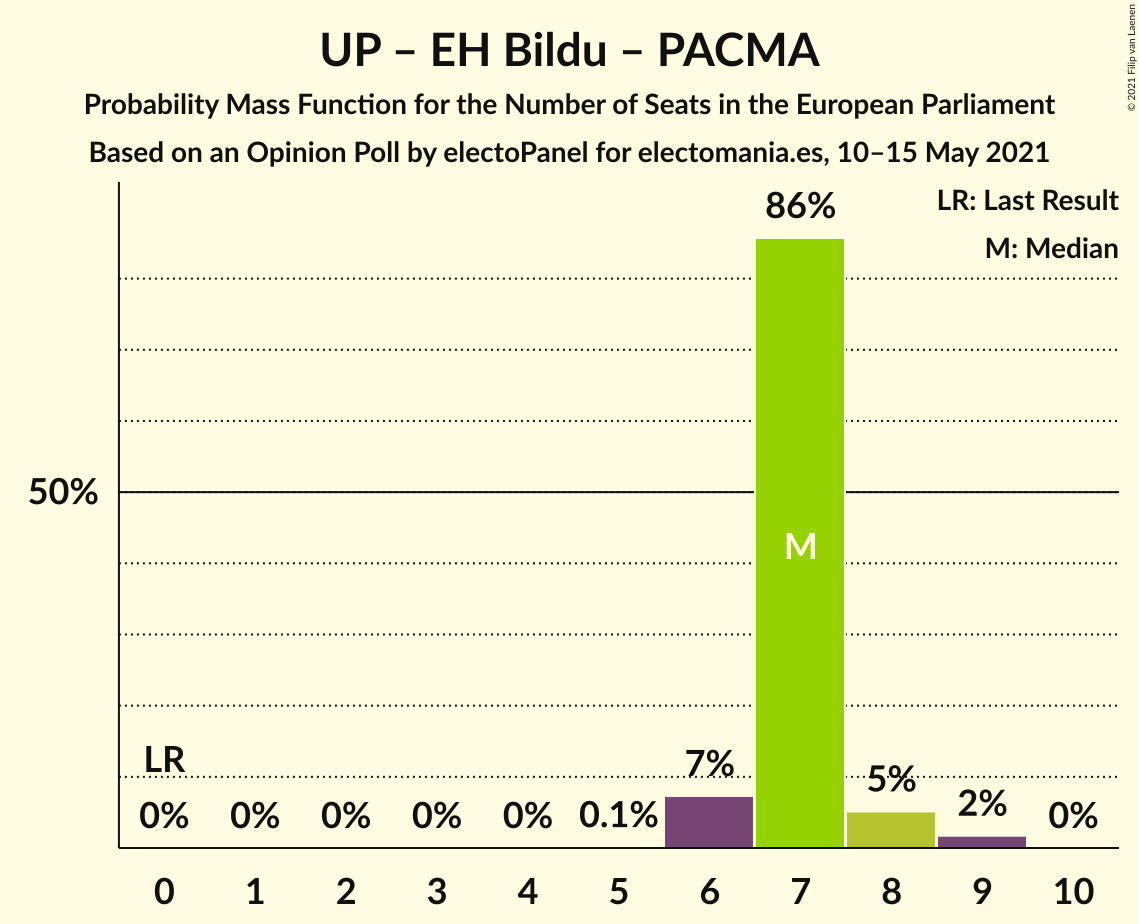 UP – EH Bildu – PACMA
Probability Mass Function for the Number of Seats in the European Parliament
Based on an Opinion Poll by electoPanel for electomania.es, 10–15 May 2021
© 2021 Filip van Laenen
LR: Last Result
M: Median
86%
50%
M
LR
0% 0% 0% 0% 0% 0.1% 7% 5% 2% 0%
0 1 2 3 4 5 6 7 8 9 10